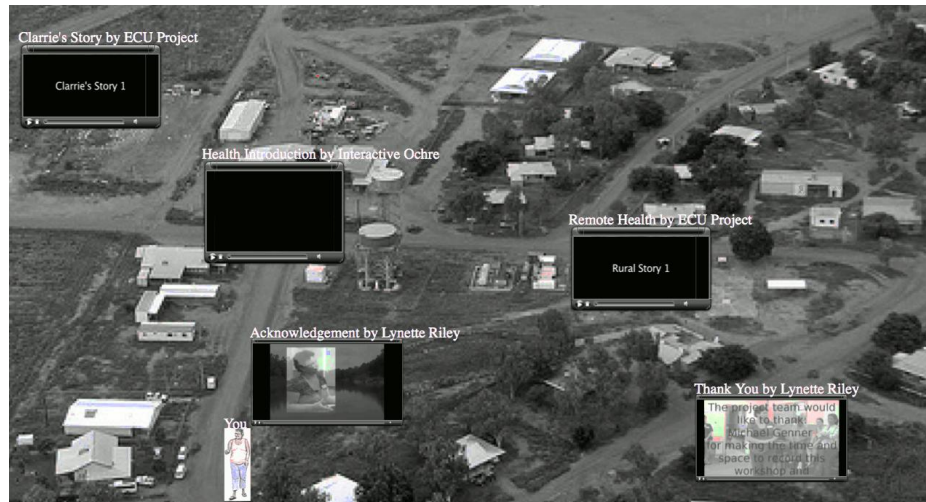 Clarrie's Story by ECU Project
Clarrie's Story 1
Health Introduction by Interactive Ochre
Remote Health by ECU Project
Rural Story 1
Acknowledgement by Lynette Riley
Thank You by Lynette Riley
The project team would
like to thank
Michael Genner
for making the time and
space to record this
workshop and
You